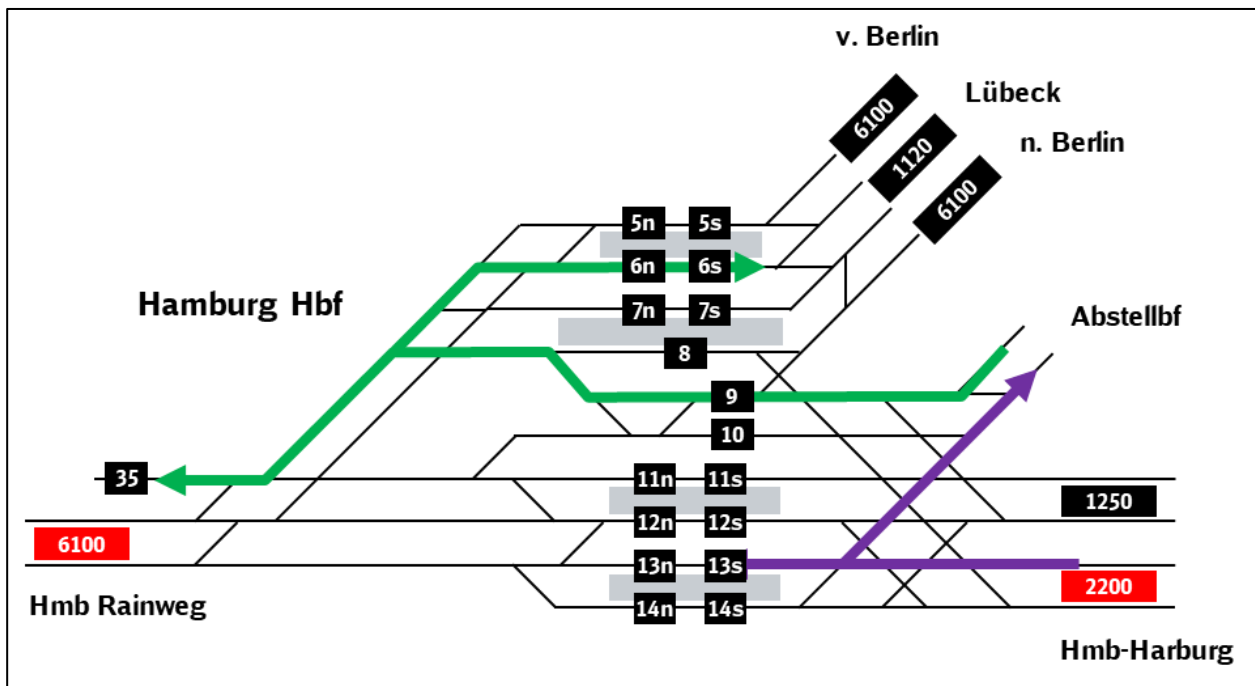 v. Berlin
6100
Lübeck
1120
n. Berlin
6100
5n 5s
6n 6s
Hamburg Hbf
7n 7s
Abstellbf
8
9
10
35
11n 11s
1250
12n 12s
6100
13n 13s
2200
Hmb Rainweg
14n 14s
Hmb-Harburg